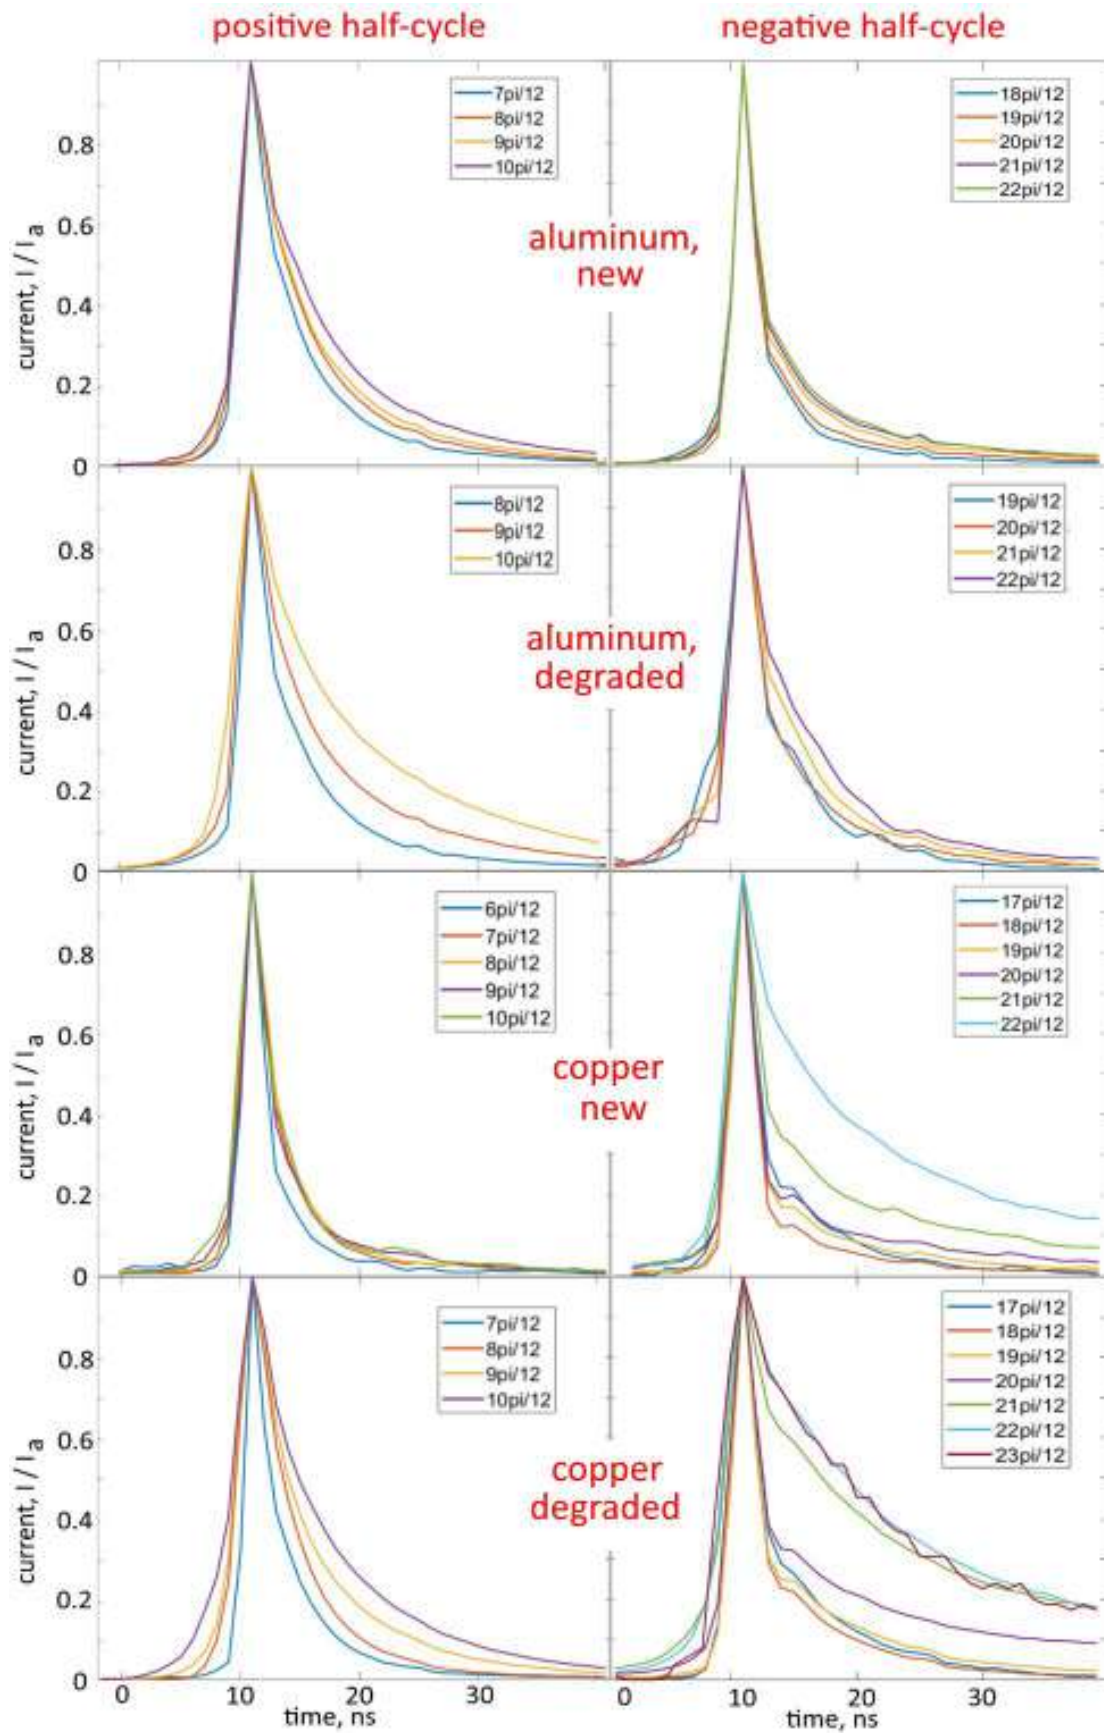 positive half-cycle
negative half-cycle
7pi/12
8pi/12
9pi/12
10pi/12
18pi/12
19pi/12
20pi/12
21pi/12
22pi/12
0.8
0.6
0.4
0.2
0
current, I / I a
aluminum,
new
8pi/12
9pi/12
10pi/12
19pi/12
20pi/12
21pi/12
22pi/12
0.8
0.6
0.4
0.2
0
current, I / I a
aluminum,
degraded
6pi/12
7pi/12
8pi/12
9pi/12
10pi/12
17pi/12
18pi/12
19pi/12
20pi/12
21pi/12
22pi/12
0.8
0.6
0.4
0.2
0
current, I / I a
copper
new
7pi/12
8pi/12
9pi/12
10pi/12
17pi/12
18pi/12
19pi/12
20pi/12
21pi/12
22pi/12
23pi/12
0.8
0.6
0.4
0.2
0
current, I / I a
copper
degraded
0 10 20 30
0 10 20 30
time, ns
time, ns